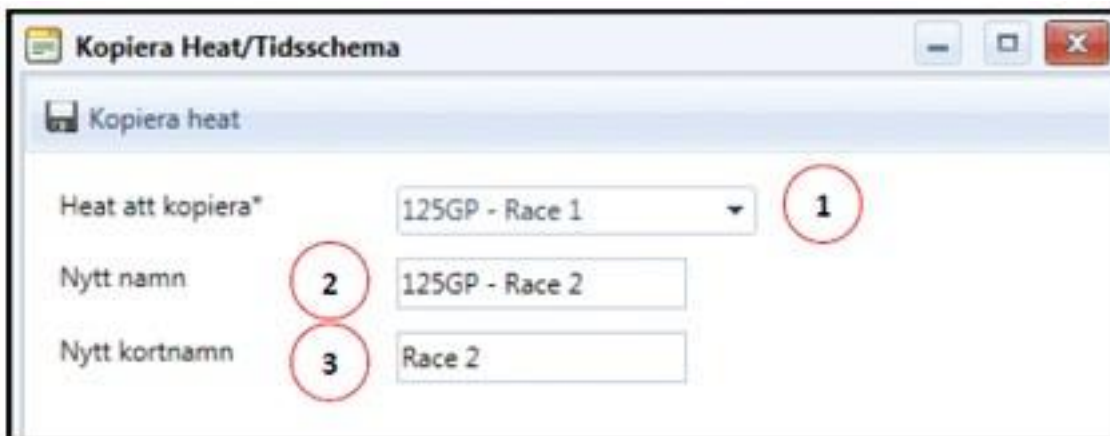 Kopiera Heat/Tidsschema
Kopiera heat
Heat att kopiera* 125GP - Race 1 1
Nytt namn 2 125GP - Race 2
Nytt kortnamn 3 Race 2